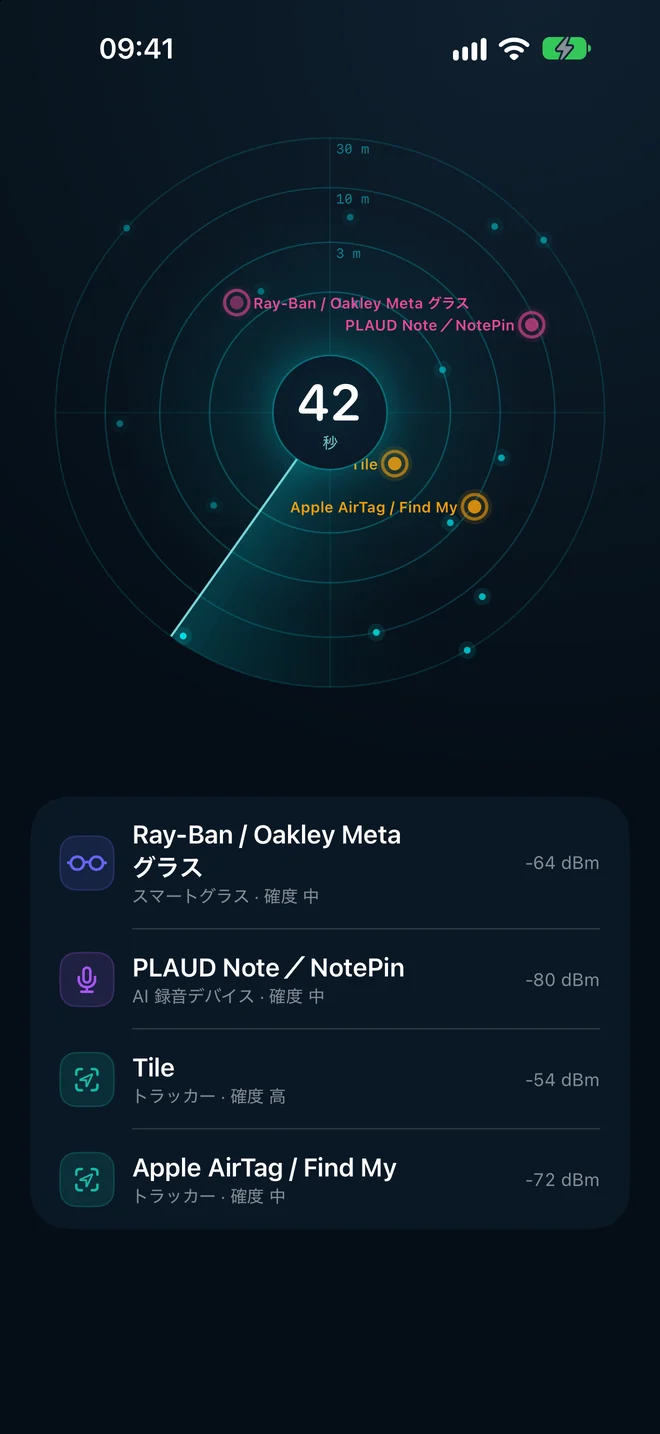 09:41
30 m
10 m
3 m
Ray-Ban / Oakley Meta グラス
PLAUD Note／NotePin
42
秒
Tile
Apple AirTag / Find My
Ray-Ban / Oakley Meta
グラス
-64 dBm
スマートグラス · 確度 中
PLAUD Note／NotePin
-80 dBm
AI 録音デバイス · 確度 中
Tile
-54 dBm
トラッカー · 確度 高
Apple AirTag / Find My
-72 dBm
トラッカー · 確度 中